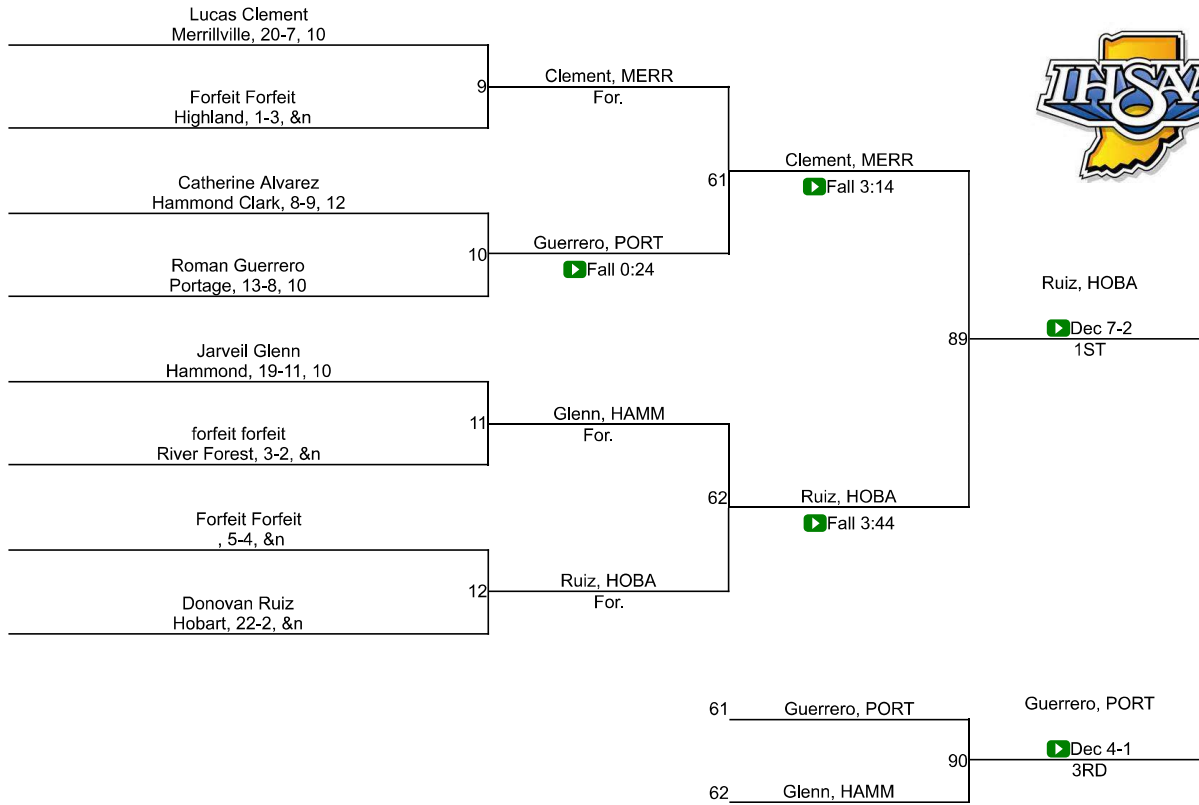 Lucas Clement
Merrillville, 20-7, 10
9
Clement, MERR
For.
Forfeit Forfeit
Highland, 1-3, &n
IHSAA
61
Clement, MERR
Fall 3:14
Catherine Alvarez
Hammond Clark, 8-9, 12
10
Guerrero, PORT
Fall 0:24
Roman Guerrero
Portage, 13-8, 10
Ruiz, HOBA
89
Dec 7-2
1ST
Jarveil Glenn
Hammond, 19-11, 10
11
Glenn, HAMM
For.
forfeit forfeit
River Forest, 3-2, &n
62
Ruiz, HOBA
Fall 3:44
Forfeit Forfeit
, 5-4, &n
12
Ruiz, HOBA
For.
Donovan Ruiz
Hobart, 22-2, &n
61
Guerrero, PORT
Guerrero, PORT
90
Dec 4-1
3RD
62
Glenn, HAMM